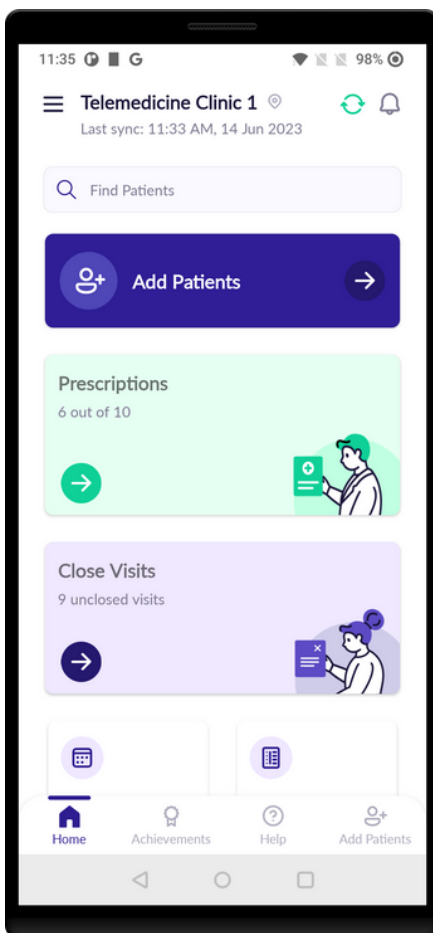 11:35 G 98%
Telemedicine Clinic 1
Last sync: 11:33 AM, 14 Jun 2023
Find Patients
Add Patients
Prescriptions
6 out of 10
Close Visits
9 unclosed visits
Home Achievements Help Add Patients